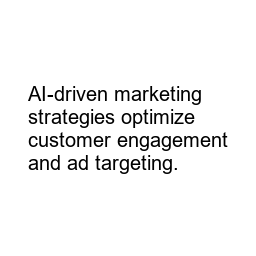 AI-driven marketing
strategies optimize
customer engagement
and ad targeting.